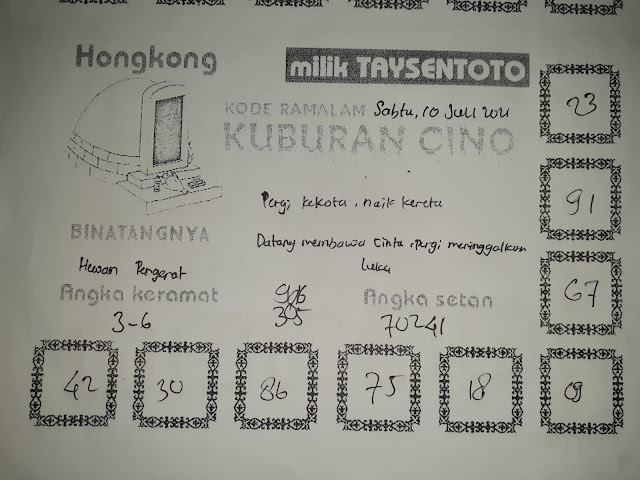 Hongkong
milik TAYSENTOTO
KODE RAMALAM Sabtu, 10 Juli 2021
KUBURAN CINO
23
Pergi kekota, naik kereta
91
BINATANGNYA
Datang membawa Cinta, Pergi meninggalkan
luka
Hewan Pengerat
67
Angka keramat
Angka setan
3-6
395
70241
42
30
86
75
18
09